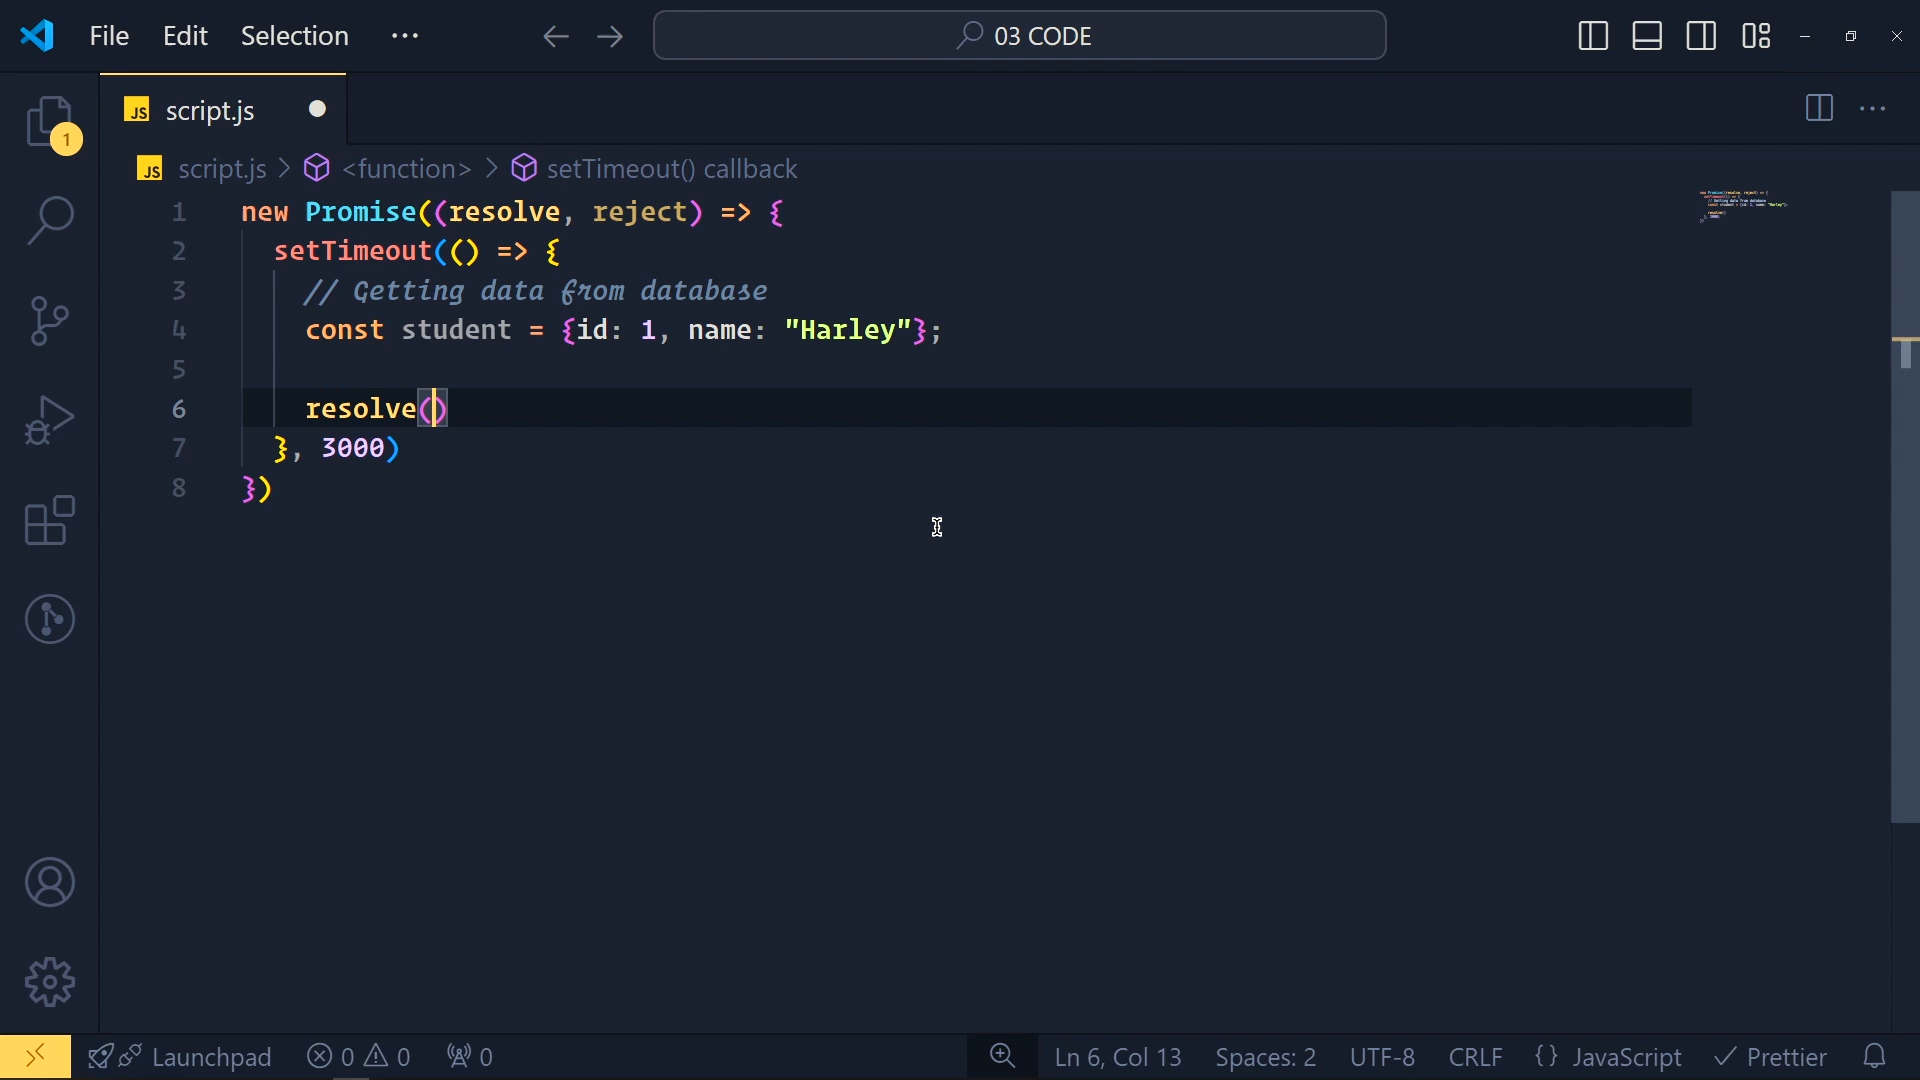 File Edit Selection ···
03 CODE
1
JS script.js
JS script.js > <function> > setTimeout() callback
1 new Promise((resolve, reject) => {
2 setTimeout(() => {
3 // Getting data from database
4 const student = {id: 1, name: "Harley"};
5
6 resolve()
7 }, 3000)
8 })
Launchpad 0 0 0 Ln 6, Col 13 Spaces: 2 UTF-8 CRLF {} JavaScript Prettier